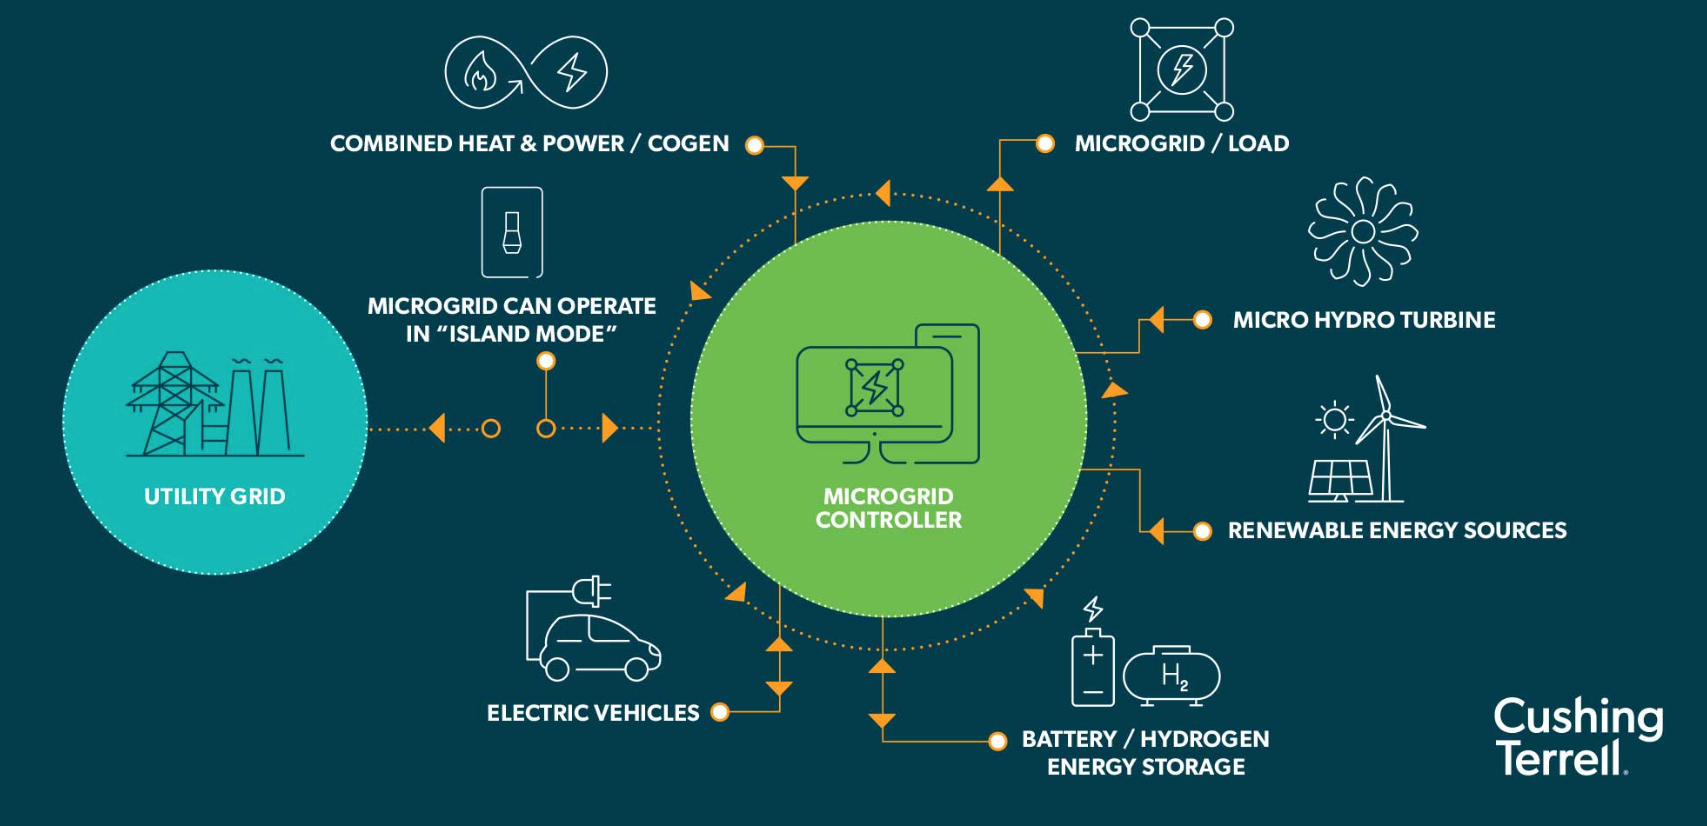 COMBINED HEAT & POWER / COGEN
MICROGRID / LOAD
MICROGRID CAN OPERATE
IN “ISLAND MODE”
MICRO HYDRO TURBINE
UTILITY GRID
MICROGRID
CONTROLLER
RENEWABLE ENERGY SOURCES
ELECTRIC VEHICLES
H2
BATTERY / HYDROGEN
ENERGY STORAGE
Cushing
Terrell.